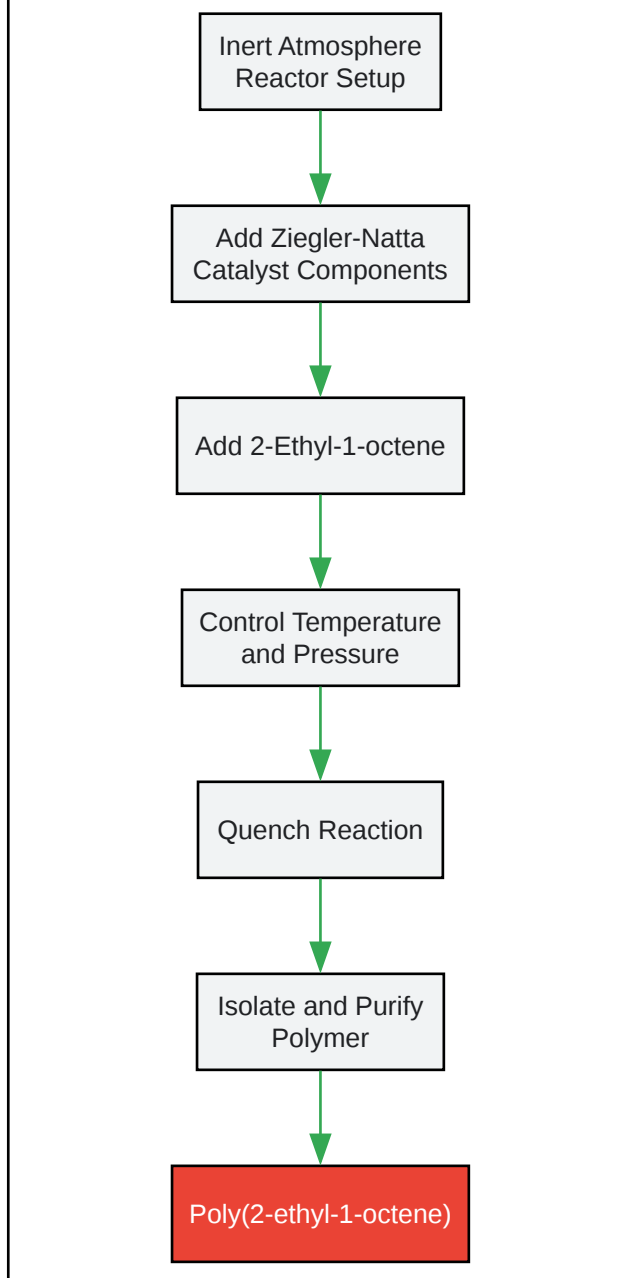 Inert Atmosphere
Reactor Setup
Add Ziegler-Natta
Catalyst Components
Add 2-Ethyl-1-octene
Control Temperature
and Pressure
Quench Reaction
Isolate and Purify
Polymer
Poly(2-ethyl-1-octene)